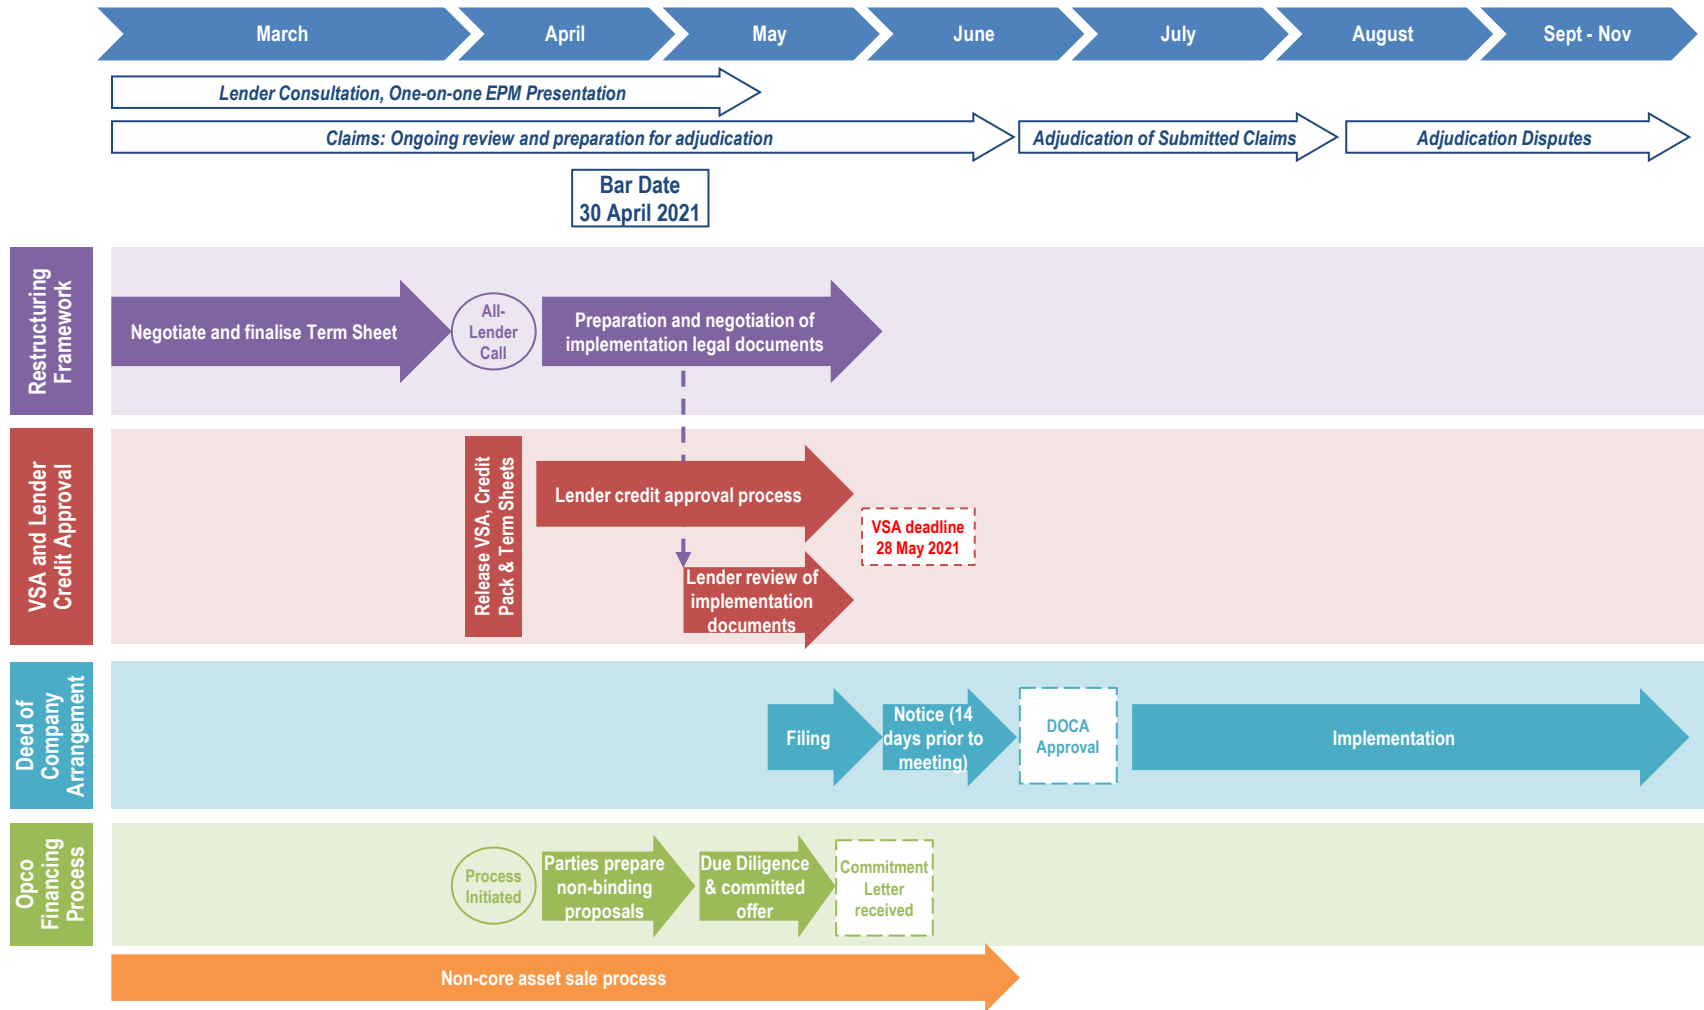 March
April
May
June
July
August
Sept - Nov
Lender Consultation, One-on-one EPM Presentation
Claims: Ongoing review and preparation for adjudication
Adjudication of Submitted Claims
Adjudication Disputes
Bar Date
30 April 2021
Restructuring
Framework
Negotiate and finalise Term Sheet
All-
Lender
Call
Preparation and negotiation of
implementation legal documents
VSA and Lender
Credit Approval
Release VSA, Credit
Pack & Term Sheets
Lender credit approval process
VSA deadline
28 May 2021
Lender review of
implementation
documents
Deed of
Company
Arrangement
Filing
Notice (14
days prior to
meeting)
DOCA
Approval
Implementation
Opco
Financing
Process
Process
Initiated
Parties prepare
non-binding
proposals
Due Diligence
& committed
offer
Commitment
Letter
received
Non-core asset sale process